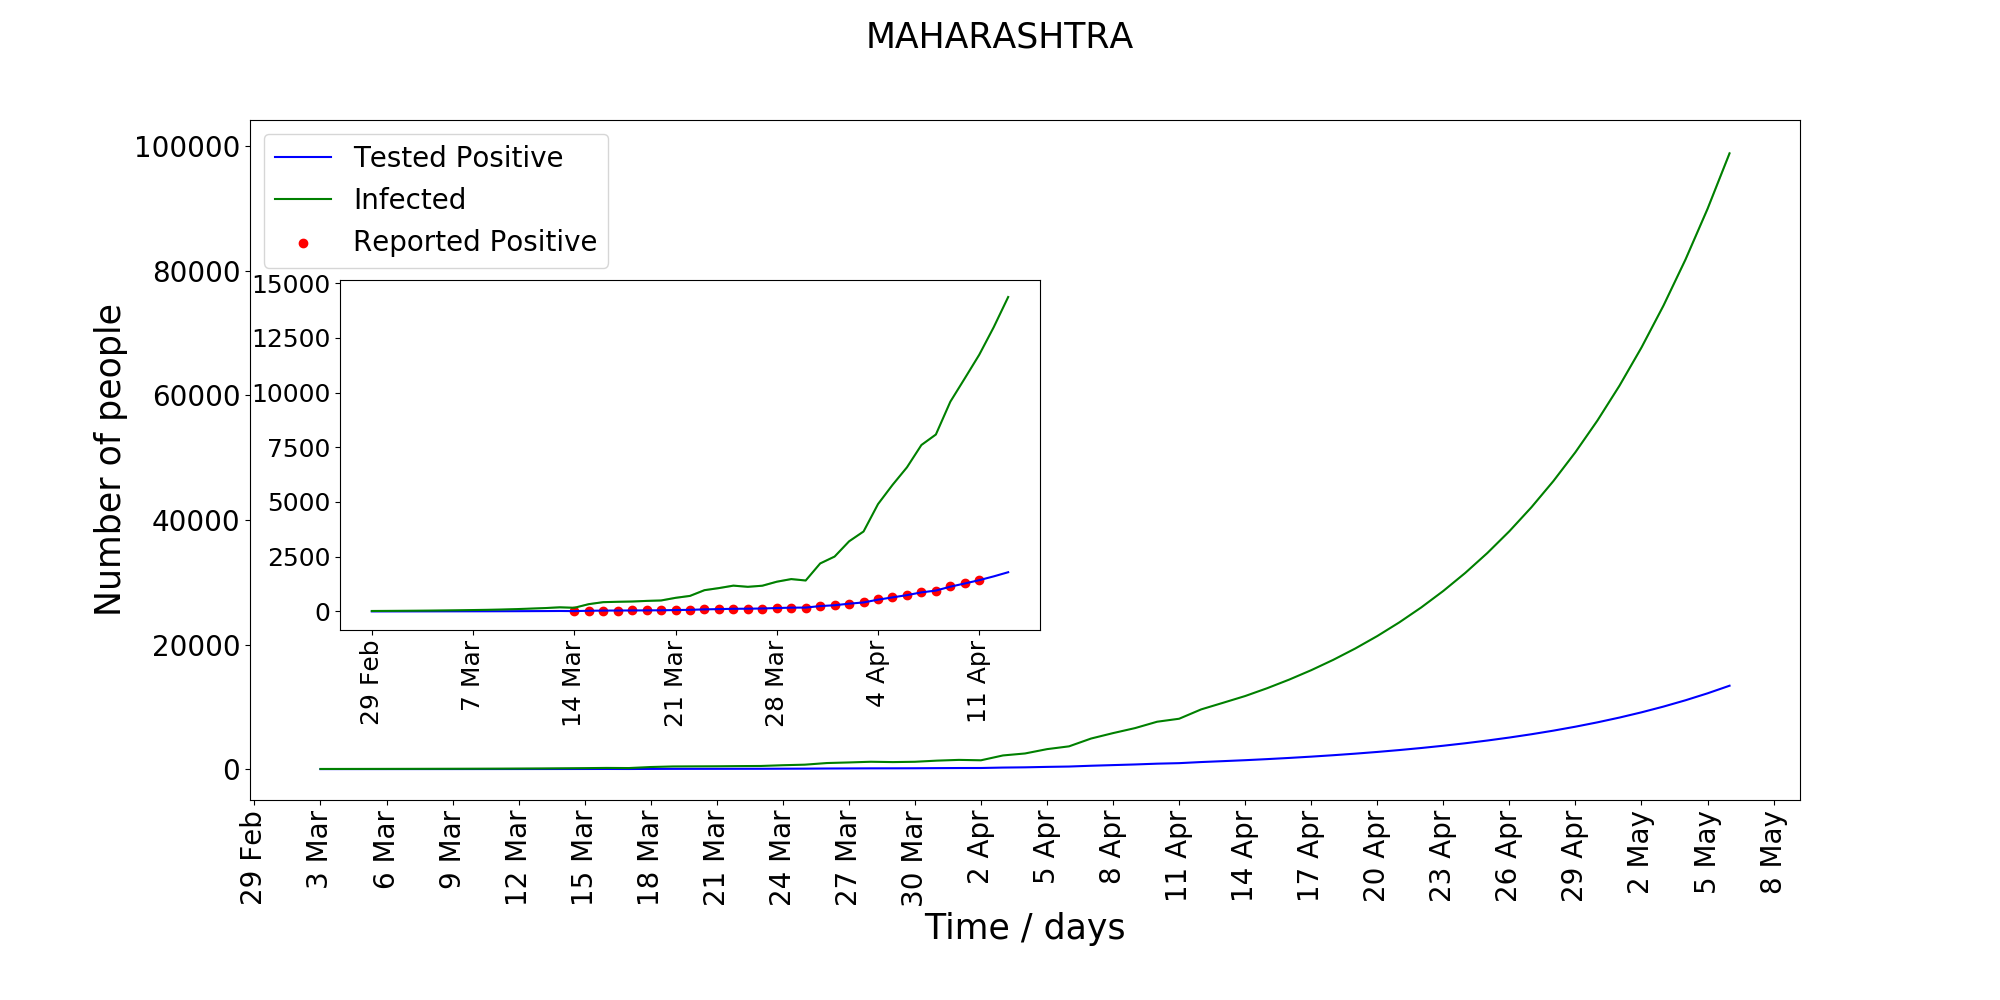 MAHARASHTRA
Tested Positive
Infected
Reported Positive
Number of people
100000
80000
60000
40000
20000
0
15000
12500
10000
7500
5000
2500
0
29 Feb
7 Mar
14 Mar
21 Mar
28 Mar
4 Apr
11 Apr
29 Feb
3 Mar
6 Mar
9 Mar
12 Mar
15 Mar
18 Mar
21 Mar
24 Mar
27 Mar
30 Mar
2 Apr
5 Apr
8 Apr
11 Apr
14 Apr
17 Apr
20 Apr
23 Apr
26 Apr
29 Apr
2 May
5 May
8 May
Time / days